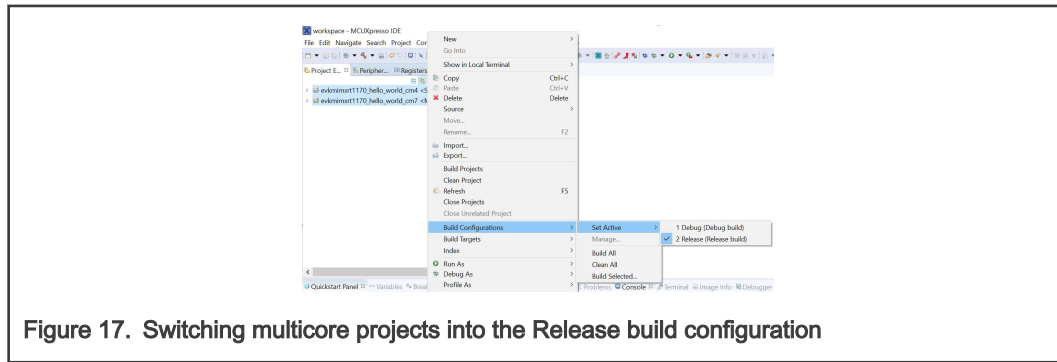 workspace - MCUXpresso IDE
File Edit Navigate Search Project Con
Project E... Peripher... Registers
evkmimxrt1170_hello_world_cm4 <S
evkmimxrt1170_hello_world_cm7 <M
New
Go Into
Show in Local Terminal
Copy Ctrl+C
Paste Ctrl+V
Delete Delete
Source
Move...
Rename... F2
Import...
Export...
Build Projects
Clean Project
Refresh F5
Close Projects
Close Unrelated Project
Build Configurations
Build Targets
Index
Run As
Debug As
Profile As
Set Active
Manage...
Build All
Clean All
Build Selected...
1 Debug (Debug build)
2 Release (Release build)
Quickstart Panel Variables Break Problems Console Terminal Image Info Debugger
Figure 17. Switching multicore projects into the Release build configuration